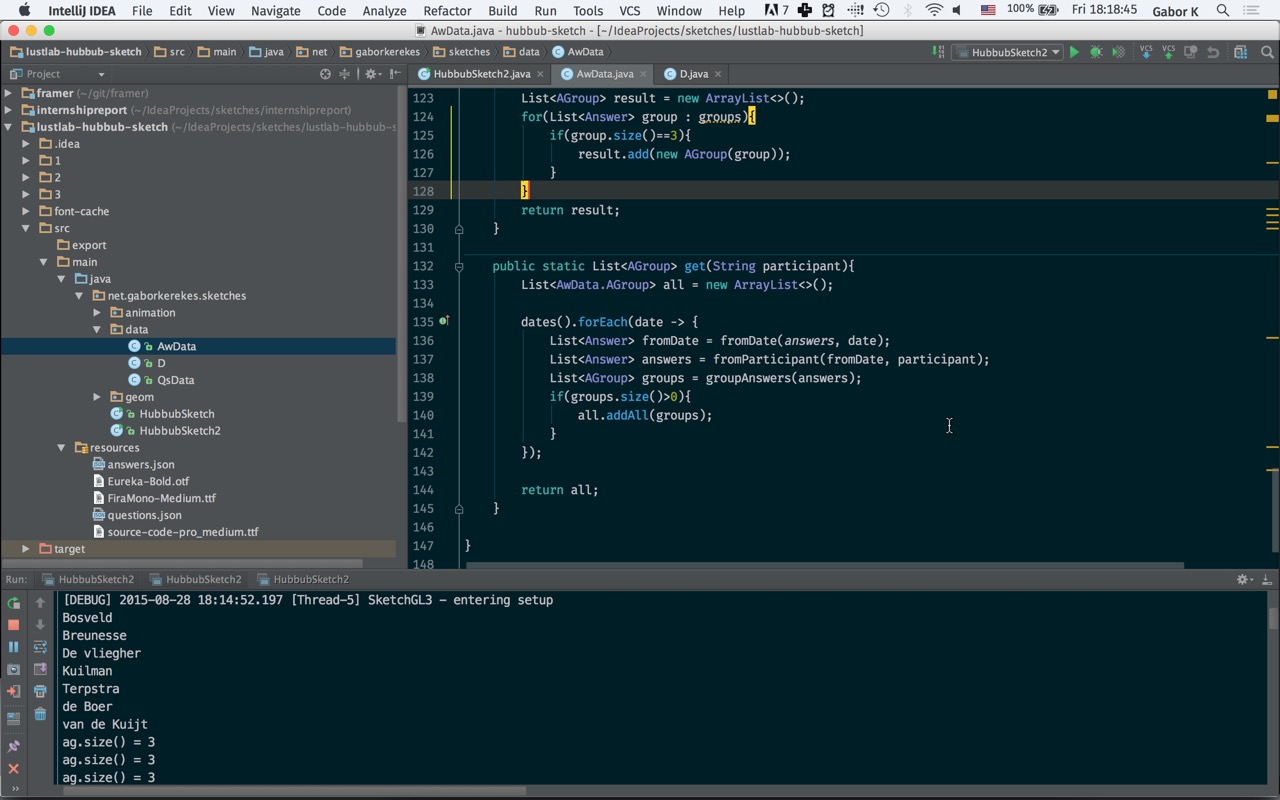 IntelliJ IDEA File Edit View Navigate Code Analyze Refactor Build Run Tools VCS Window Help 7 100% Fri 18:18:45 Gabor K
AwData.java - hubbub-sketch - [~/IdeaProjects/sketches/lustlab-hubbub-sketch]
lustlab-hubbub-sketch src main java net gaborkerekes sketches data AwData HubbubSketch2 VCS VCS
Project HubbubSketch2.java AwData.java D.java
framer (~/git/framer)
internshipreport (~/IdeaProjects/sketches/internshipreport)
lustlab-hubbub-sketch (~/IdeaProjects/sketches/lustlab-hubbub-s
.idea
1
2
3
font-cache
src
export
main
java
net.gaborkerekes.sketches
animation
data
AwData
D
QsData
geom
HubbubSketch
HubbubSketch2
resources
answers.json
Eureka-Bold.otf
FiraMono-Medium.ttf
questions.json
source-code-pro_medium.ttf
target
123 List<AGroup> result = new ArrayList<>();
124 for(List<Answer> group : groups){
125 if(group.size()==3){
126 result.add(new AGroup(group));
127 }
128 }
129 return result;
130 }
131
132 public static List<AGroup> get(String participant){
133 List<AwData.AGroup> all = new ArrayList<>();
134
135 dates().forEach(date -> {
136 List<Answer> fromDate = fromDate(answers, date);
137 List<Answer> answers = fromParticipant(fromDate, participant);
138 List<AGroup> groups = groupAnswers(answers);
139 if(groups.size()>0){
140 all.addAll(groups);
141 }
142 });
143
144 return all;
145 }
146
147 }
148
Run: HubbubSketch2 HubbubSketch2 HubbubSketch2
[DEBUG] 2015-08-28 18:14:52.197 [Thread-5] SketchGL3 – entering setup
Bosveld
Breunesse
De vliegher
Kuilman
Terpstra
de Boer
van de Kuijt
ag.size() = 3
ag.size() = 3
ag.size() = 3